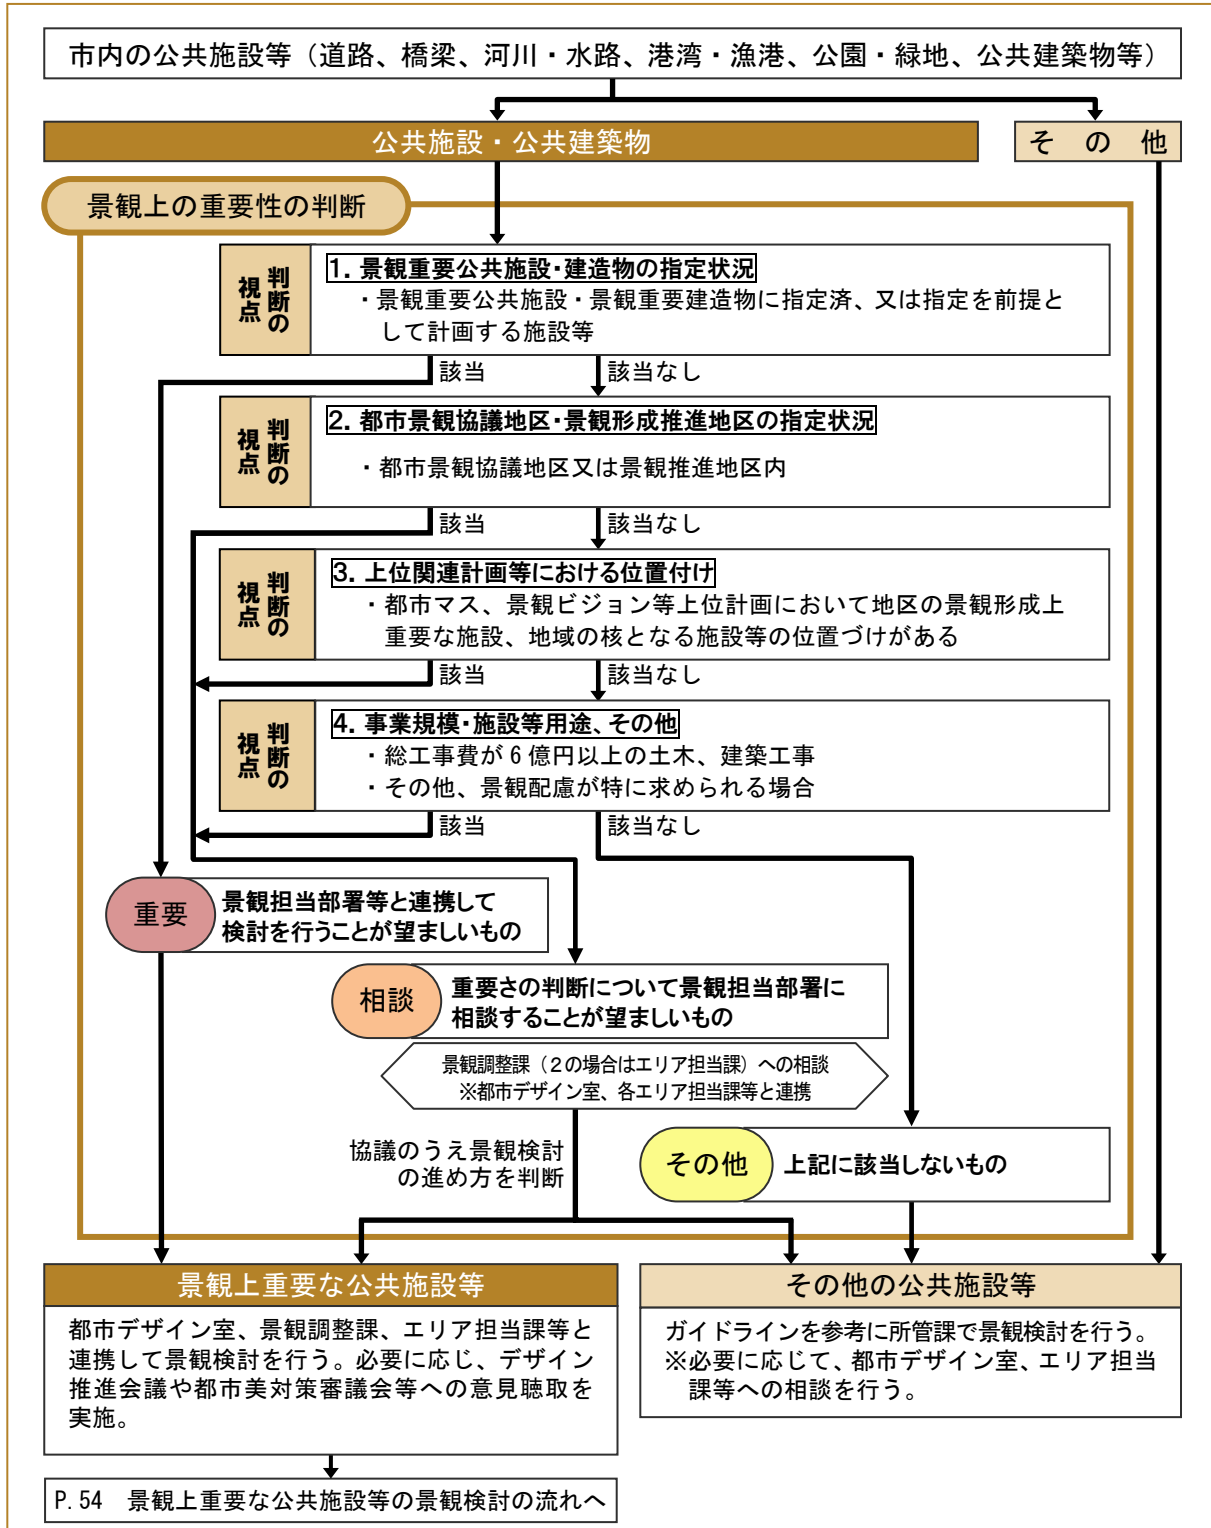 市内の公共施設等（道路、橋梁、河川・水路、港湾・漁港、公園・緑地、公共建築物等）
公共施設・公共建築物
そ の 他
景観上の重要性の判断
判断の
視点
1. 景観重要公共施設・建造物の指定状況
・景観重要公共施設・景観重要建造物に指定済、又は指定を前提と
して計画する施設等
該当
該当なし
判断の
視点
2. 都市景観協議地区・景観形成推進地区の指定状況
・都市景観協議地区又は景観推進地区内
該当
該当なし
判断の
視点
3. 上位関連計画等における位置付け
・都市マス、景観ビジョン等上位計画において地区の景観形成上
重要な施設、地域の核となる施設等の位置づけがある
該当
該当なし
判断の
視点
4. 事業規模・施設等用途、その他
・総工事費が６億円以上の土木、建築工事
・その他、景観配慮が特に求められる場合
該当
該当なし
重要
景観担当部署等と連携して
検討を行うことが望ましいもの
相談
重要さの判断について景観担当部署に
相談することが望ましいもの
景観調整課（２の場合はエリア担当課）への相談
※都市デザイン室、各エリア担当課等と連携
協議のうえ景観検討
の進め方を判断
その他
上記に該当しないもの
景観上重要な公共施設等
都市デザイン室、景観調整課、エリア担当課等と
連携して景観検討を行う。必要に応じ、デザイン
推進会議や都市美対策審議会等への意見聴取を
実施。
その他の公共施設等
ガイドラインを参考に所管課で景観検討を行う。
※必要に応じて、都市デザイン室、エリア担当
課等への相談を行う。
P. 54　景観上重要な公共施設等の景観検討の流れへ